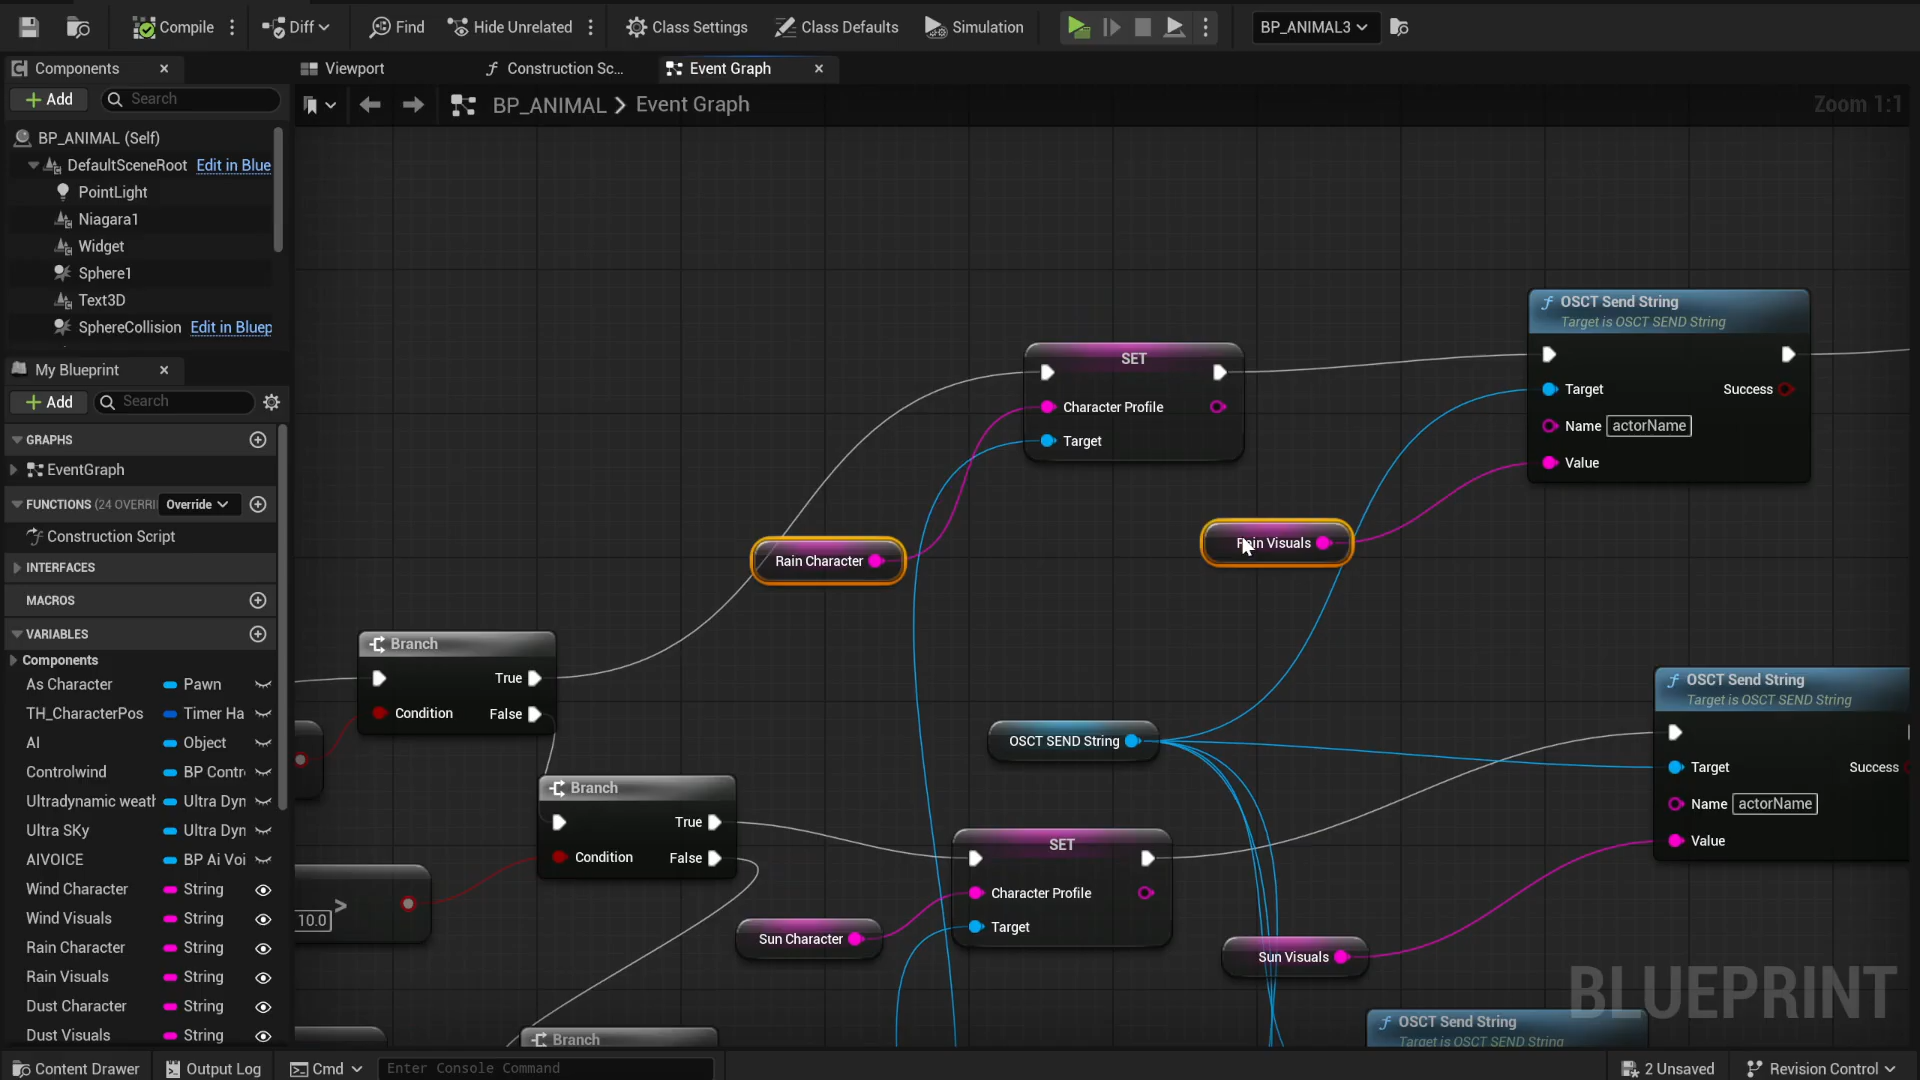 Compile
Diff
Find
Hide Unrelated
Class Settings
Class Defaults
Simulation
BP_ANIMAL3
Components
Viewport
Construction Sc...
Event Graph
Add
Search
BP_ANIMAL > Event Graph
Zoom 1:1
BP_ANIMAL (Self)
DefaultSceneRoot Edit in Blue
PointLight
Niagara1
Widget
Sphere1
Text3D
SphereCollision Edit in Bluep
My Blueprint
Add
Search
GRAPHS
EventGraph
FUNCTIONS (24 OVERRI Override
Construction Script
INTERFACES
MACROS
VARIABLES
Components
As Character Pawn
TH_CharacterPos Timer Ha
AI Object
Controlwind BP Contr
Ultradynamic weath Ultra Dyn
Ultra SKy Ultra Dyn
AIVOICE BP Ai Voi
Wind Character String
Wind Visuals String
Rain Character String
Rain Visuals String
Dust Character String
Dust Visuals String
OSCT Send String
Target is OSCT SEND String
Target Success
Name actorName
Value
SET
Character Profile
Target
Rain Character
Rain Visuals
Branch
True
Condition False
OSCT SEND String
OSCT Send String
Target is OSCT SEND String
Target Success
Name actorName
Value
Branch
True
Condition False
10.0 >
SET
Character Profile
Target
Sun Character
Sun Visuals
Branch
OSCT Send String
Target is OSCT SEND String
BLUEPRINT
Content Drawer
Output Log
Cmd
Enter Console Command
2 Unsaved
Revision Control